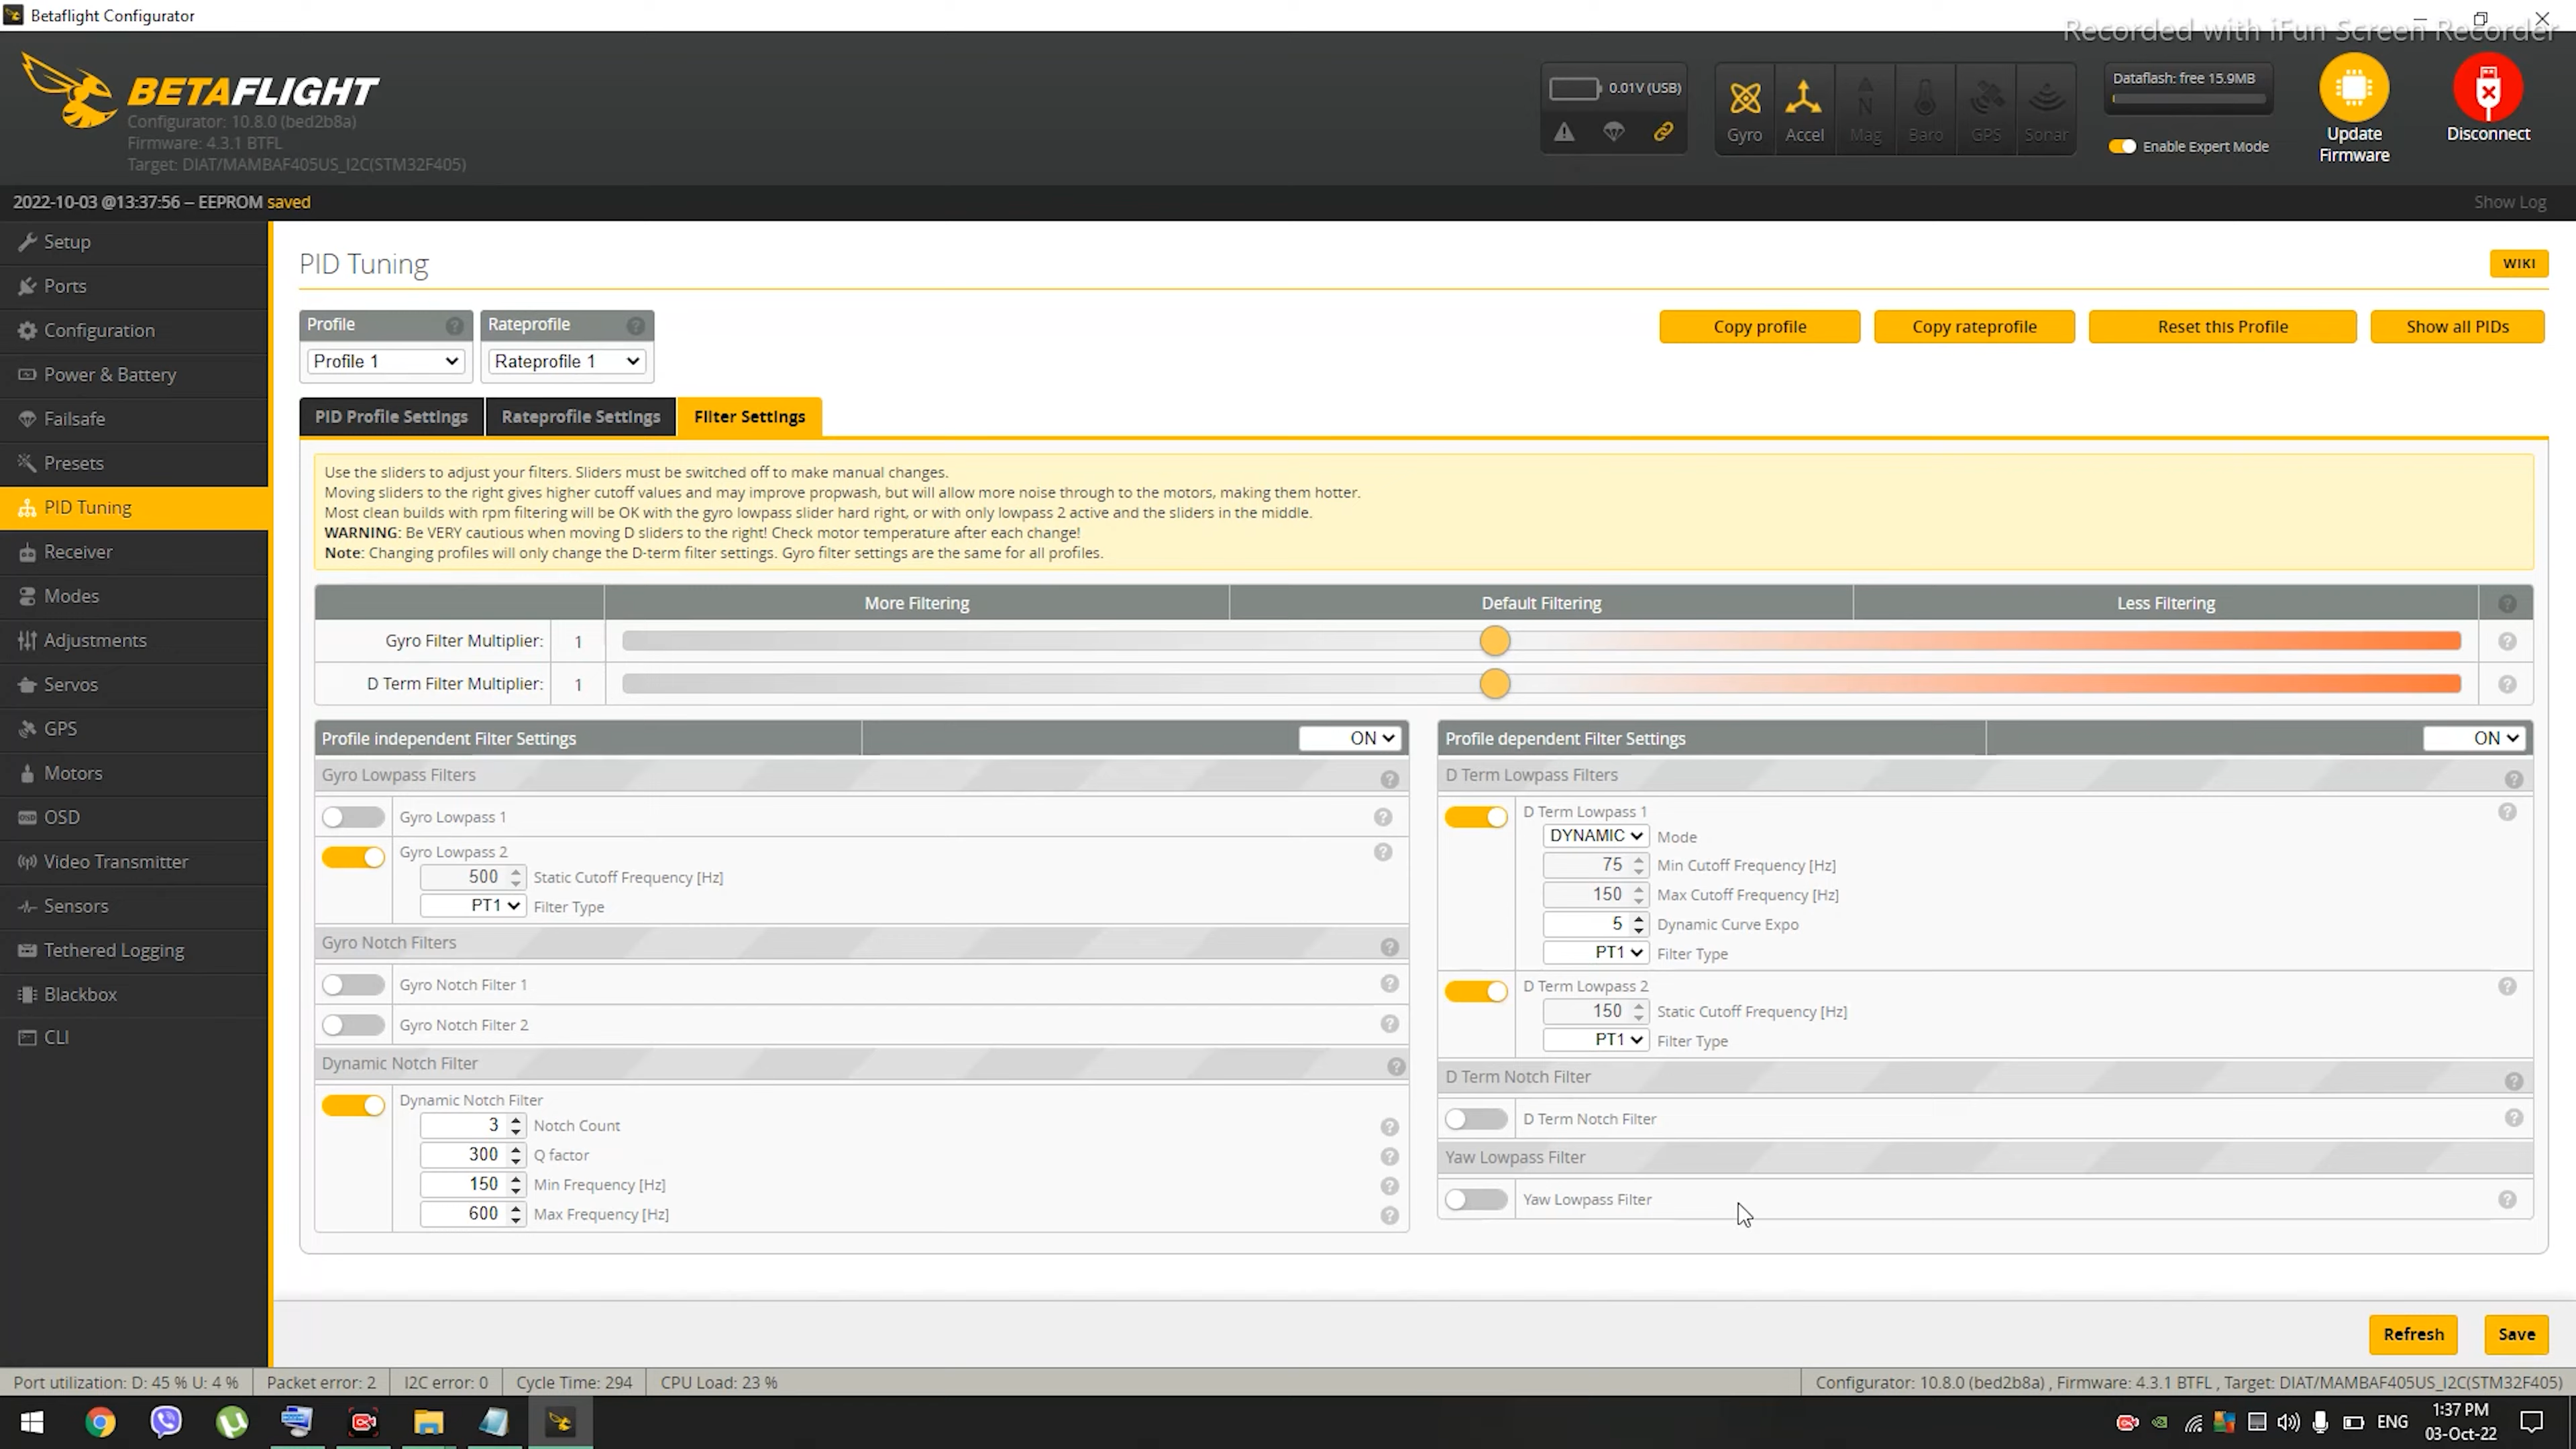 Betaflight Configurator
Recorded with iFun Screen Recorder
BETAFLIGHT
Configurator: 10.8.0 (bed2b8a)
Firmware: 4.3.1 BTFL
Target: DIAT/MAMBAF405US_I2C(STM32F405)
0.01V (USB)
Gyro
Accel
Mag
Baro
GPS
Sonar
Dataflash: free 15.9MB
Enable Expert Mode
Update
Firmware
Disconnect
2022-10-03 @13:37:56 – EEPROM saved
Show Log
Setup
Ports
Configuration
Power & Battery
Failsafe
Presets
PID Tuning
Receiver
Modes
Adjustments
Servos
GPS
Motors
OSD
Video Transmitter
Sensors
Tethered Logging
Blackbox
CLI
PID Tuning
WIKI
Profile
Profile 1
Rateprofile
Rateprofile 1
Copy profile
Copy rateprofile
Reset this Profile
Show all PIDs
PID Profile Settings
Rateprofile Settings
Filter Settings
Use the sliders to adjust your filters. Sliders must be switched off to make manual changes.
Moving sliders to the right gives higher cutoff values and may improve propwash, but will allow more noise through to the motors, making them hotter.
Most clean builds with rpm filtering will be OK with the gyro lowpass slider hard right, or with only lowpass 2 active and the sliders in the middle.
WARNING: Be VERY cautious when moving D sliders to the right! Check motor temperature after each change!
Note: Changing profiles will only change the D-term filter settings. Gyro filter settings are the same for all profiles.
More Filtering
Default Filtering
Less Filtering
Gyro Filter Multiplier: 1
D Term Filter Multiplier: 1
Profile independent Filter Settings ON
Gyro Lowpass Filters
Gyro Lowpass 1
Gyro Lowpass 2
500 Static Cutoff Frequency [Hz]
PT1 Filter Type
Gyro Notch Filters
Gyro Notch Filter 1
Gyro Notch Filter 2
Dynamic Notch Filter
Dynamic Notch Filter
3 Notch Count
300 Q factor
150 Min Frequency [Hz]
600 Max Frequency [Hz]
Profile dependent Filter Settings ON
D Term Lowpass Filters
D Term Lowpass 1
DYNAMIC Mode
75 Min Cutoff Frequency [Hz]
150 Max Cutoff Frequency [Hz]
5 Dynamic Curve Expo
PT1 Filter Type
D Term Lowpass 2
150 Static Cutoff Frequency [Hz]
PT1 Filter Type
D Term Notch Filter
D Term Notch Filter
Yaw Lowpass Filter
Yaw Lowpass Filter
Refresh
Save
Port utilization: D: 45 % U: 4 %
Packet error: 2
I2C error: 0
Cycle Time: 294
CPU Load: 23 %
Configurator: 10.8.0 (bed2b8a) , Firmware: 4.3.1 BTFL , Target: DIAT/MAMBAF405US_I2C(STM32F405)
ENG
1:37 PM
03-Oct-22